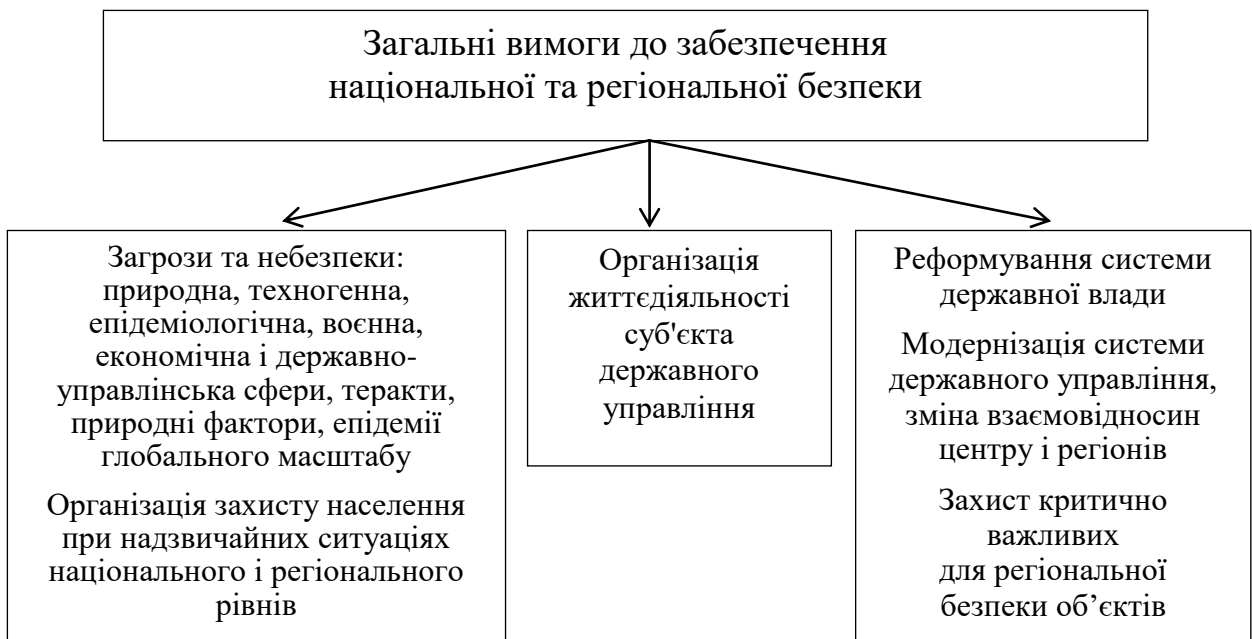 Загальні вимоги до забезпечення
національної та регіональної безпеки
Загрози та небезпеки:
природна, техногенна,
епідеміологічна, воєнна,
економічна і державно-
управлінська сфери, теракти,
природні фактори, епідемії
глобального масштабу
Організація захисту населення
при надзвичайних ситуаціях
національного і регіонального
рівнів
Організація
життєдіяльності
суб'єкта
державного
управління
Реформування системи
державної влади
Модернізація системи
державного управління,
зміна взаємовідносин
центру і регіонів
Захист критично
важливих
для регіональної
безпеки об’єктів